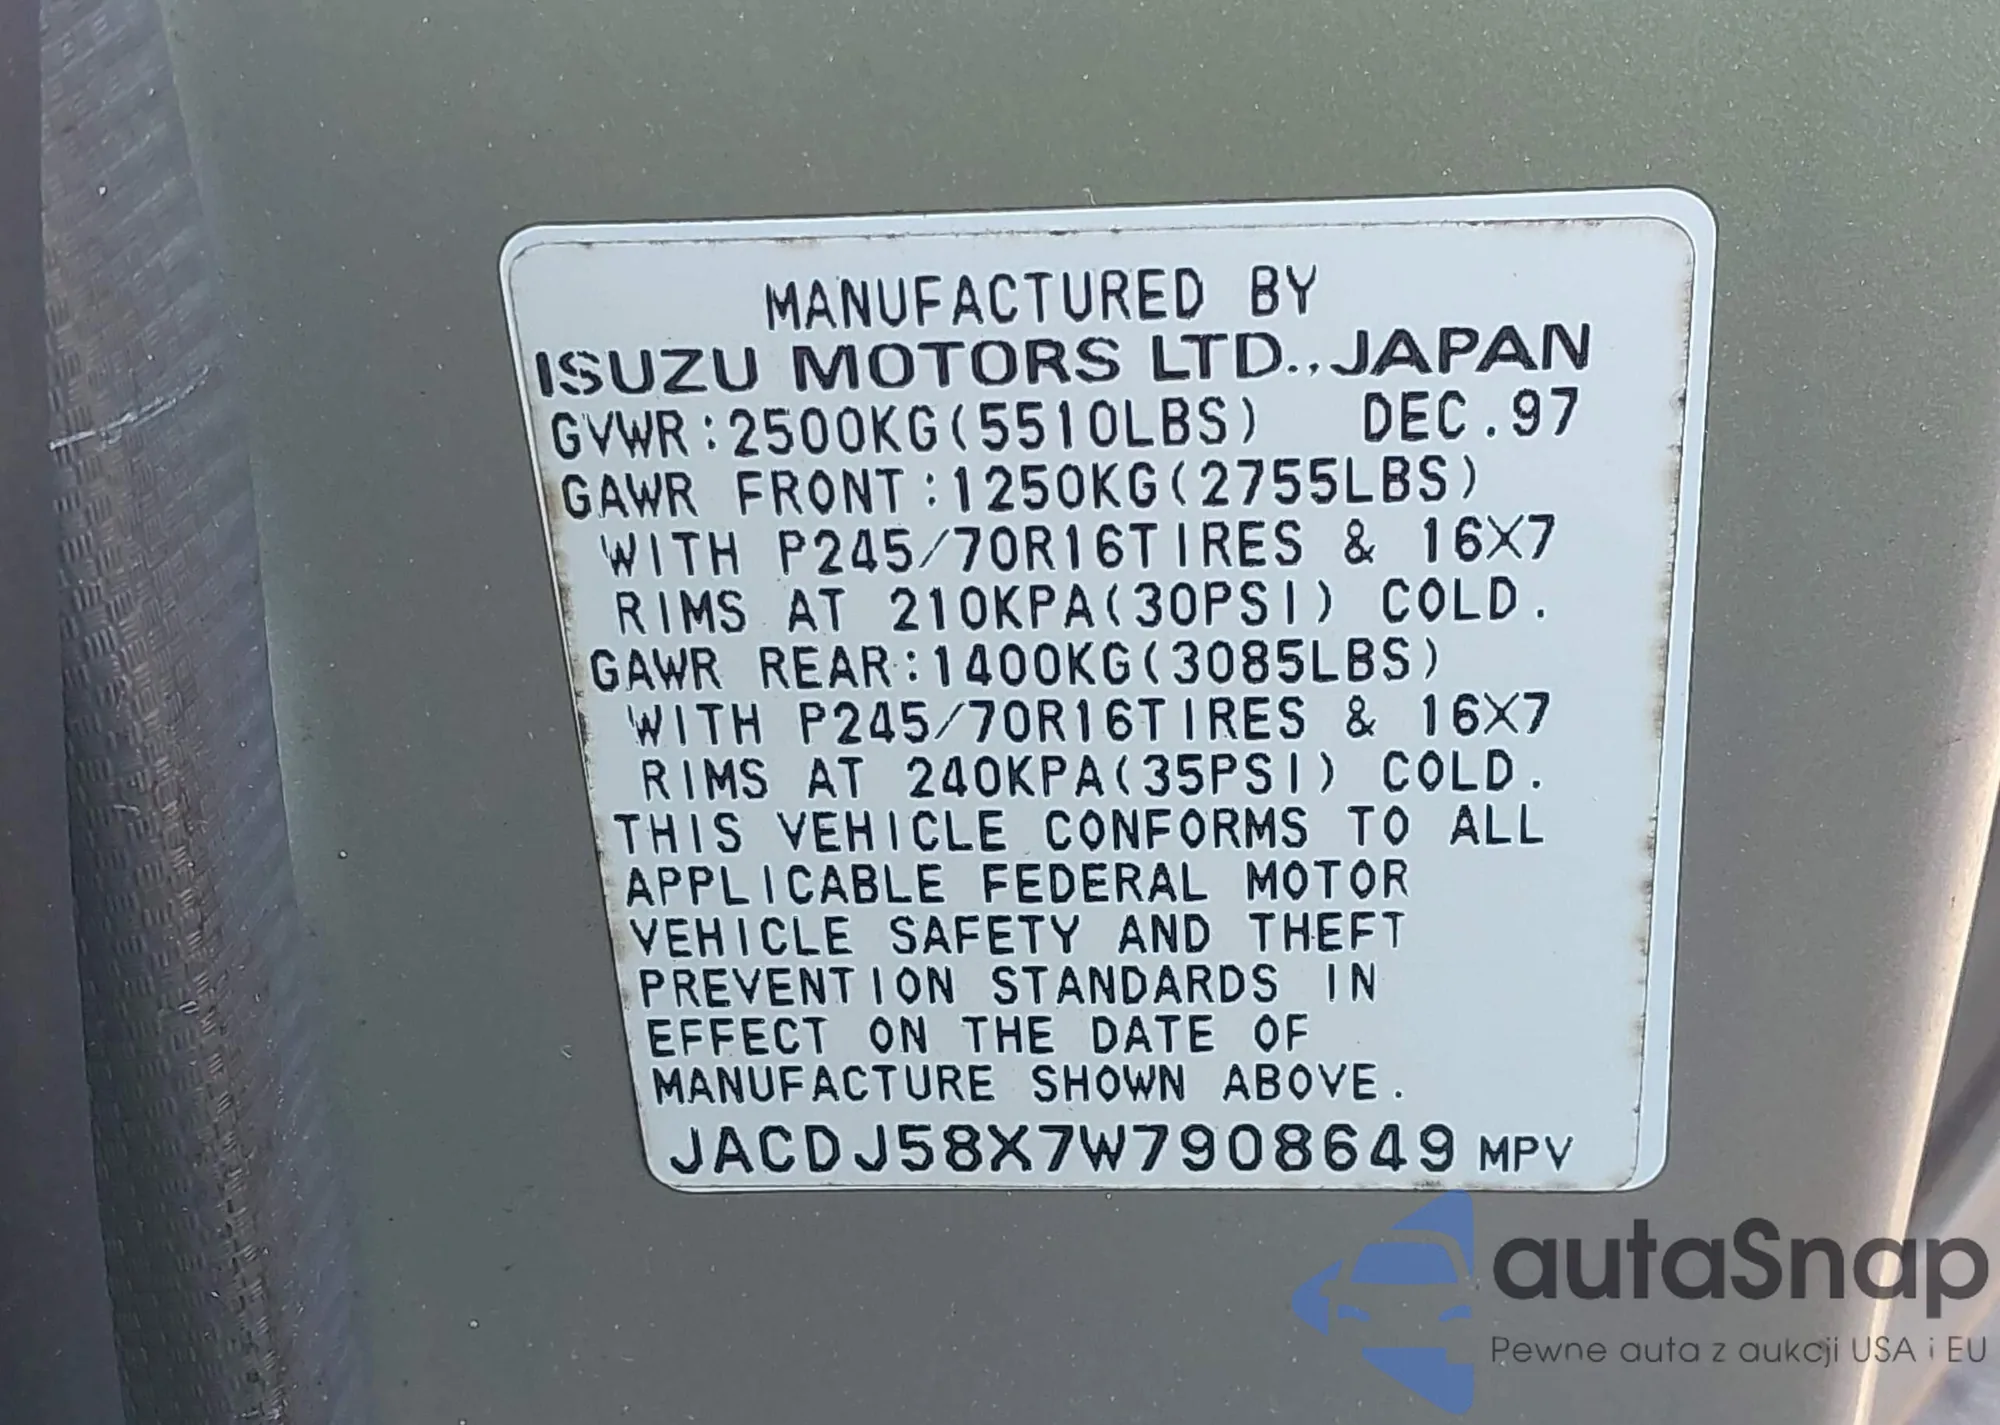 MANUFACTURED BY
ISUZU MOTORS LTD., JAPAN
GVWR:2500KG(5510LBS) DEC.97
GAWR FRONT:1250KG(2755LBS)
WITH P245/70R16TIRES & 16X7
RIMS AT 210KPA(30PSI) COLD.
GAWR REAR:1400KG(3085LBS)
WITH P245/70R16TIRES & 16X7
RIMS AT 240KPA(35PSI) COLD.
THIS VEHICLE CONFORMS TO ALL
APPLICABLE FEDERAL MOTOR
VEHICLE SAFETY AND THEFT
PREVENTION STANDARDS IN
EFFECT ON THE DATE OF
MANUFACTURE SHOWN ABOVE.
JACDJ58X7W7908649 MPV
autaSnap
Pewne auta z aukcji USA i EU